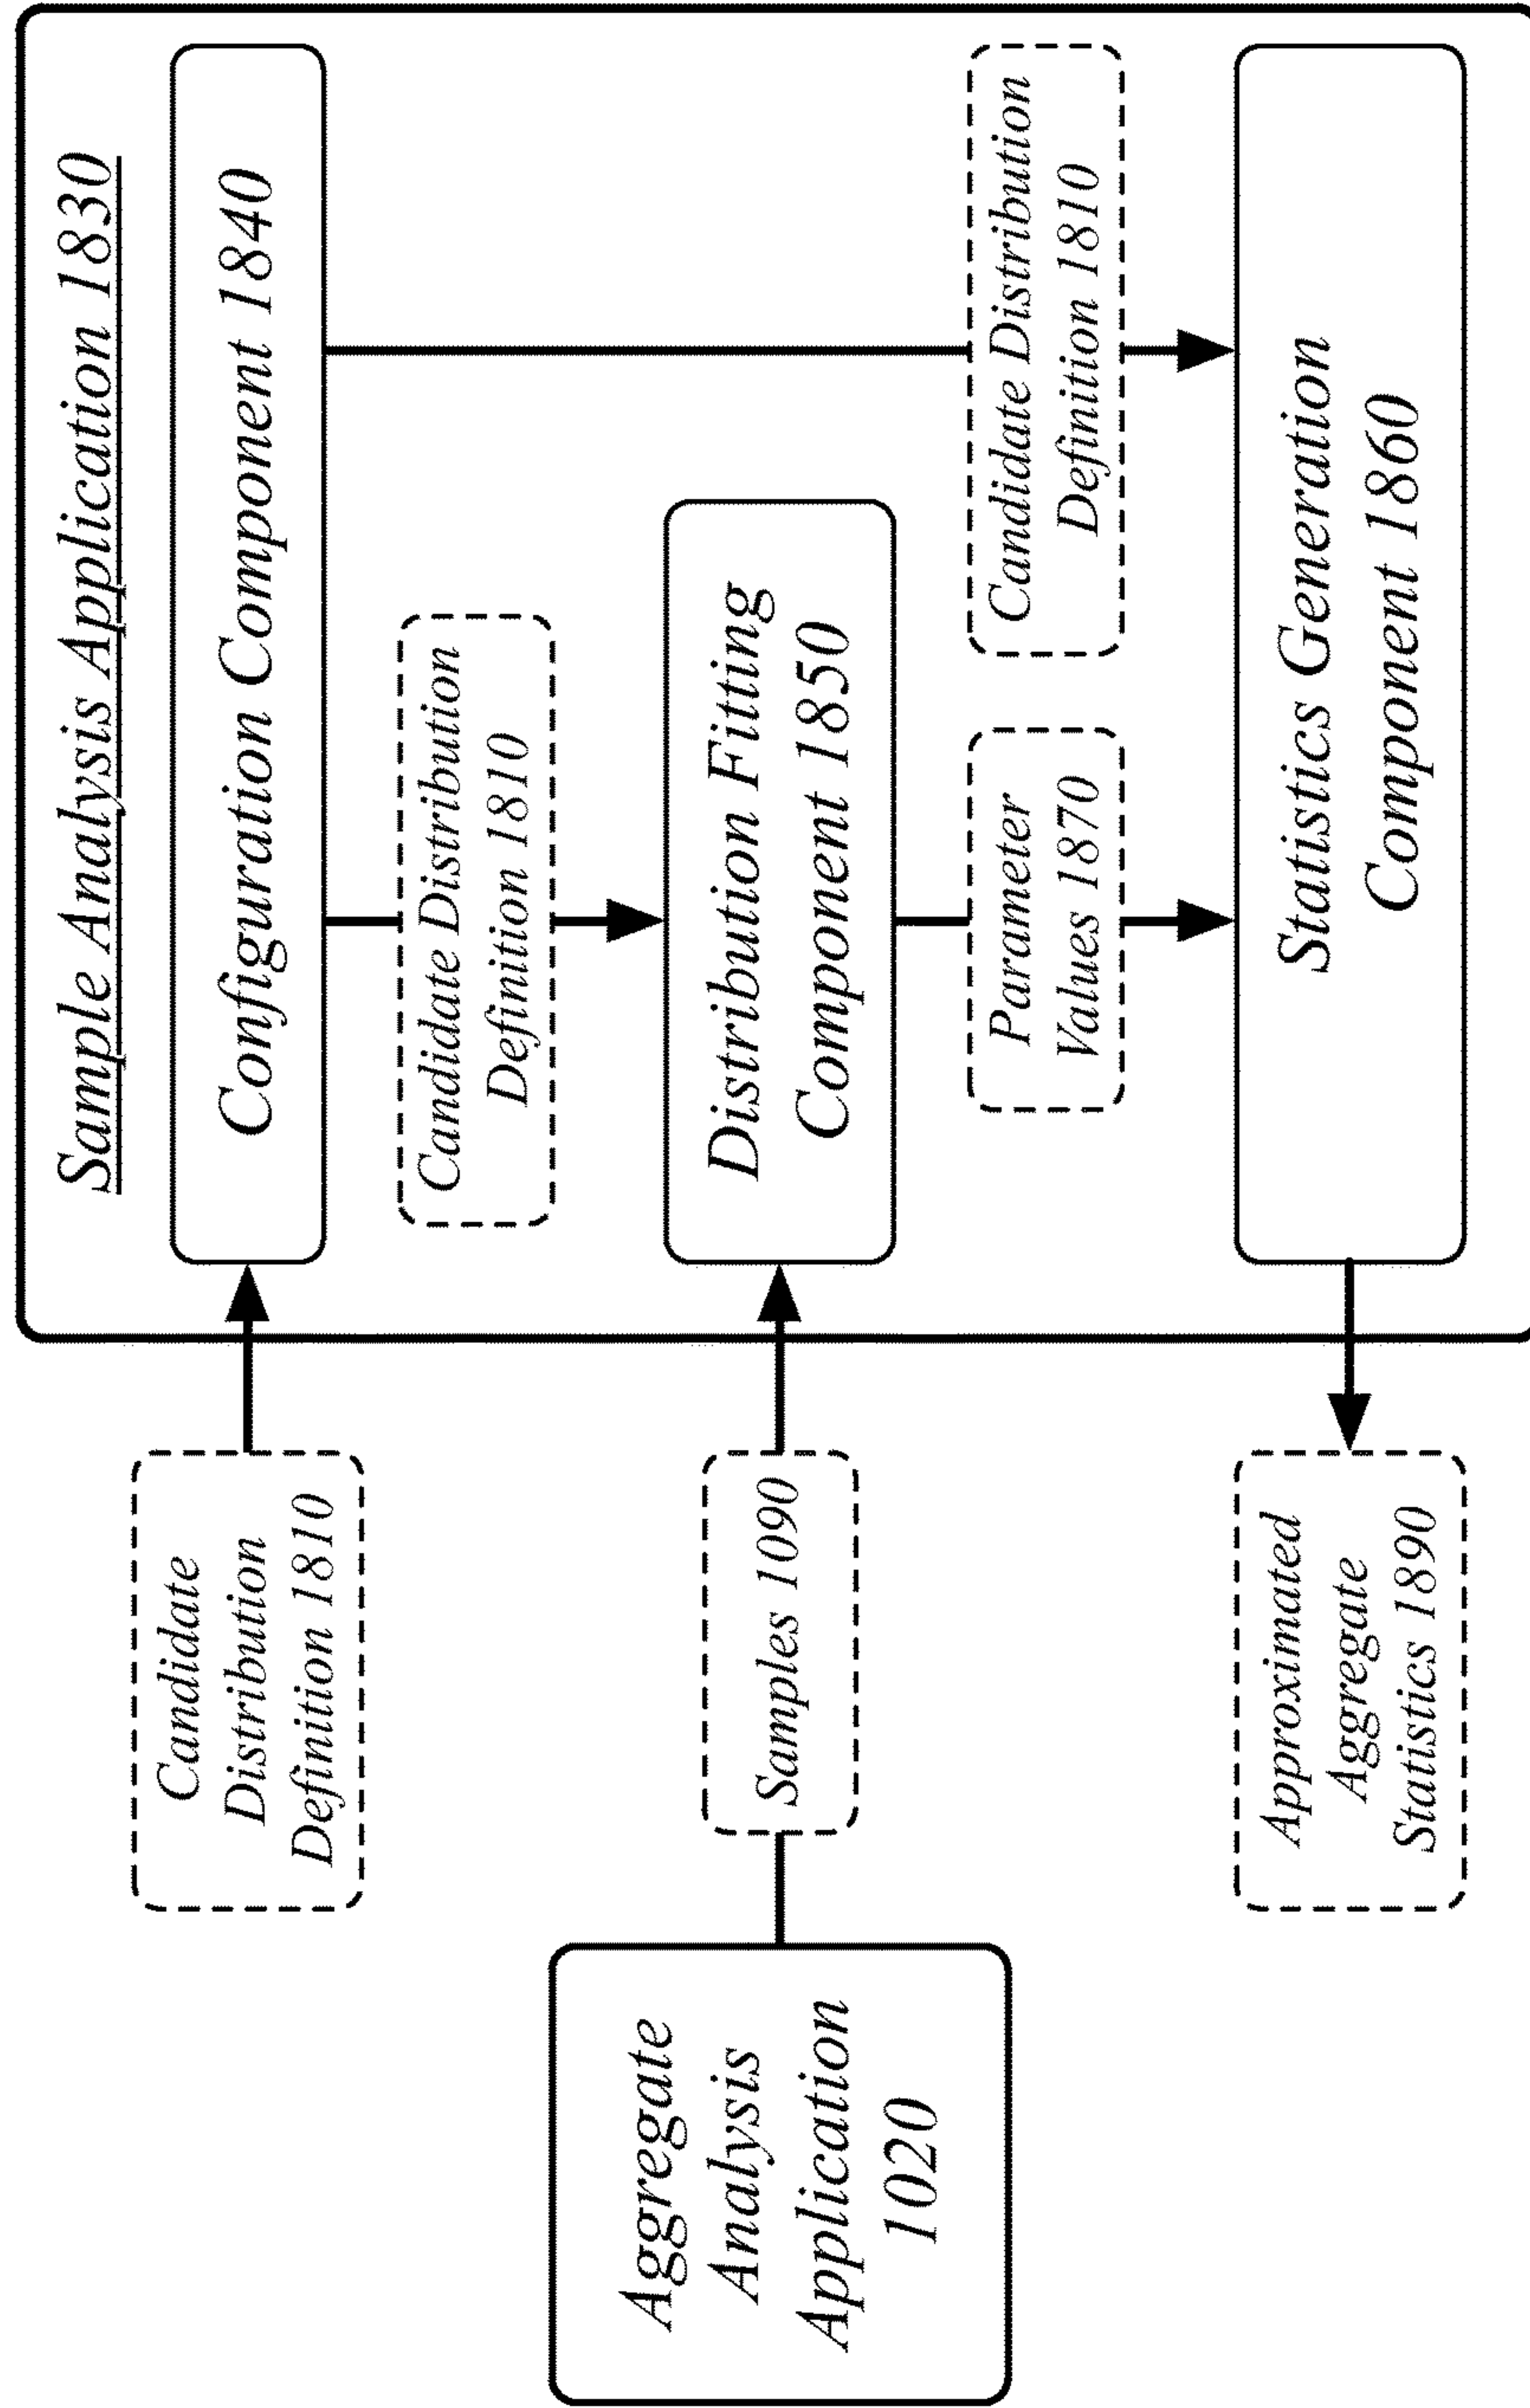 Sample Analysis Application 1830
Candidate
Distribution
Definition 1810
Configuration Component 1840
Candidate Distribution
Definition 1810
Aggregate
Analysis
Application
1020
Samples 1090
Distribution Fitting
Component 1850
Parameter
Values 1870
Candidate Distribution
Definition 1810
Approximated
Aggregate
Statistics 1890
Statistics Generation
Component 1860